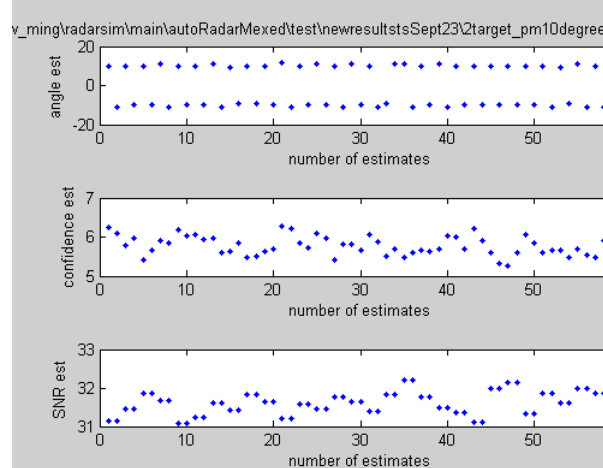 v_ming\radarsim\main\autoRadarMexed\test\newresultstsSept23\2target_pm10degree
20
0
-20
angle est
0 10 20 30 40 50
number of estimates
7
6
5
confidence est
0 10 20 30 40 50
number of estimates
33
32
31
SNR est
0 10 20 30 40 50
number of estimates